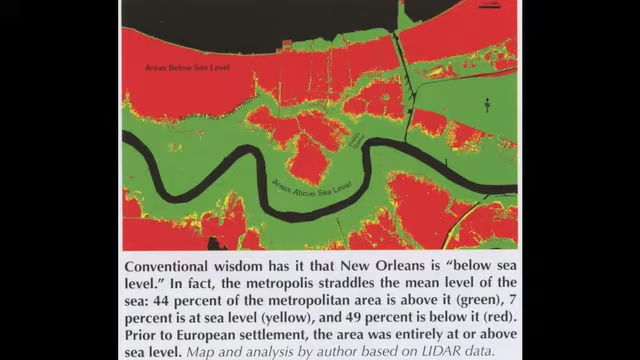 Areas Below Sea Level
Areas Above Sea Level
Conventional wisdom has it that New Orleans is “below sea
level.” In fact, the metropolis straddles the mean level of the
sea: 44 percent of the metropolitan area is above it (green), 7
percent is at sea level (yellow), and 49 percent is below it (red).
Prior to European settlement, the area was entirely at or above
sea level. Map and analysis by author based on LIDAR data.